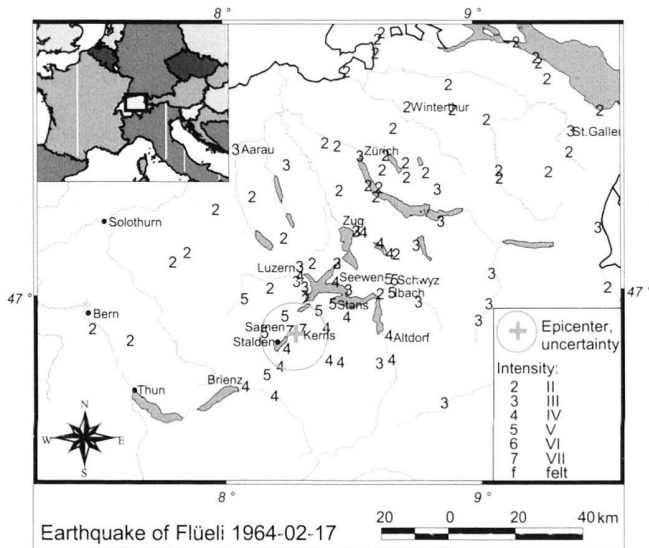 8 °
9 °
Winterthur
St.Gallen
Aarau
Zürich
Solothurn
Zug
Luzern
Seewen
Schwyz
Ibach
47 °
47 °
Stans
Bern
Sarnen
Kerns
Stalden
Altdorf
Brienz
Thun
N
W
E
S
Epicenter,
uncertainty
Intensity:
2 II
3 III
4 IV
5 V
6 VI
7 VII
f felt
8 °
9 °
Earthquake of Flüeli 1964-02-17
20 0 20 40 km